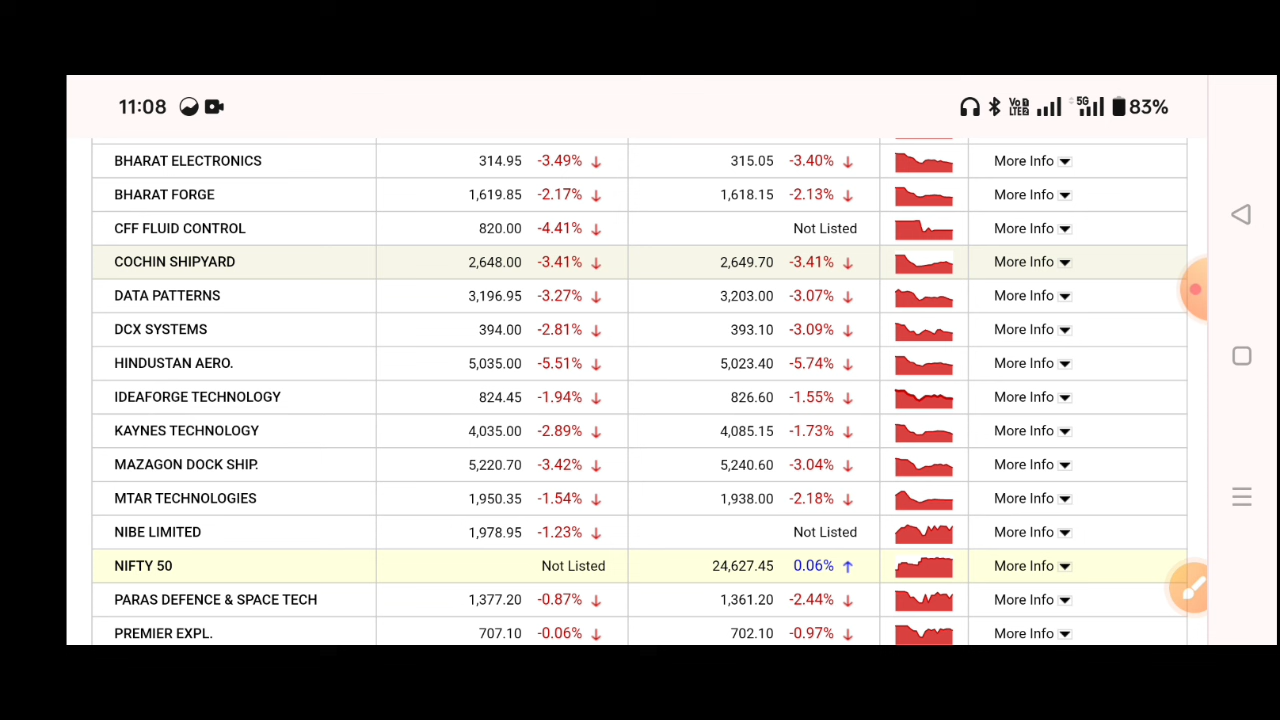 11:08 Vo LTE2 5G 83%
BHARAT ELECTRONICS 314.95 -3.49% ↓ 315.05 -3.40% ↓ More Info
BHARAT FORGE 1,619.85 -2.17% ↓ 1,618.15 -2.13% ↓ More Info
CFF FLUID CONTROL 820.00 -4.41% ↓ Not Listed More Info
COCHIN SHIPYARD 2,648.00 -3.41% ↓ 2,649.70 -3.41% ↓ More Info
DATA PATTERNS 3,196.95 -3.27% ↓ 3,203.00 -3.07% ↓ More Info
DCX SYSTEMS 394.00 -2.81% ↓ 393.10 -3.09% ↓ More Info
HINDUSTAN AERO. 5,035.00 -5.51% ↓ 5,023.40 -5.74% ↓ More Info
IDEAFORGE TECHNOLOGY 824.45 -1.94% ↓ 826.60 -1.55% ↓ More Info
KAYNES TECHNOLOGY 4,035.00 -2.89% ↓ 4,085.15 -1.73% ↓ More Info
MAZAGON DOCK SHIP. 5,220.70 -3.42% ↓ 5,240.60 -3.04% ↓ More Info
MTAR TECHNOLOGIES 1,950.35 -1.54% ↓ 1,938.00 -2.18% ↓ More Info
NIBE LIMITED 1,978.95 -1.23% ↓ Not Listed More Info
NIFTY 50 Not Listed 24,627.45 0.06% ↑ More Info
PARAS DEFENCE & SPACE TECH 1,377.20 -0.87% ↓ 1,361.20 -2.44% ↓ More Info
PREMIER EXPL. 707.10 -0.06% ↓ 702.10 -0.97% ↓ More Info